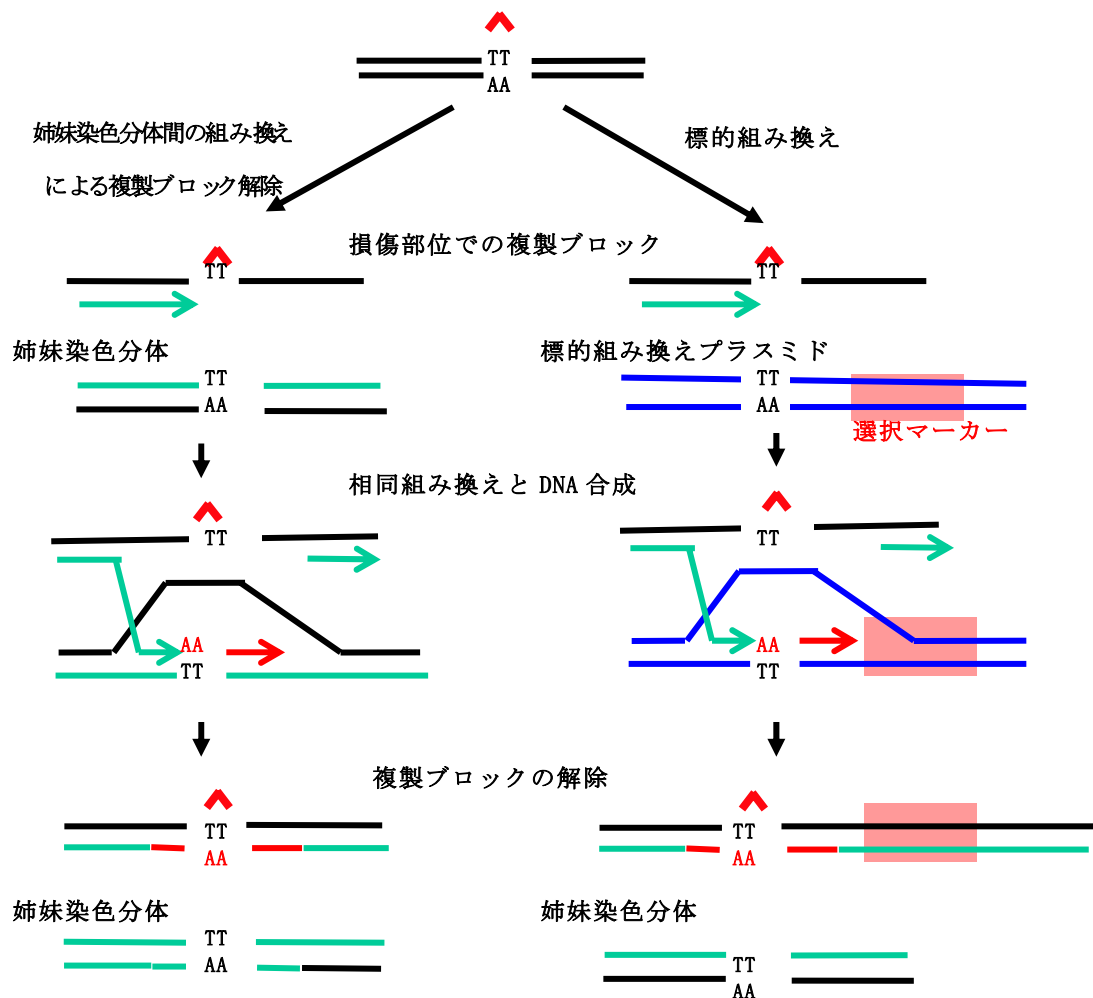 TT
AA
姉妹染色分体間の組み換え
による複製ブロック解除
標的組み換え
損傷部位での複製ブロック
TT
TT
姉妹染色分体
TT
AA
標的組み換えプラスミド
TT
AA
選択マーカー
相同組み換えと DNA 合成
TT
AA
TT
TT
AA
TT
複製ブロックの解除
TT
AA
TT
AA
姉妹染色分体
TT
AA
姉妹染色分体
TT
AA